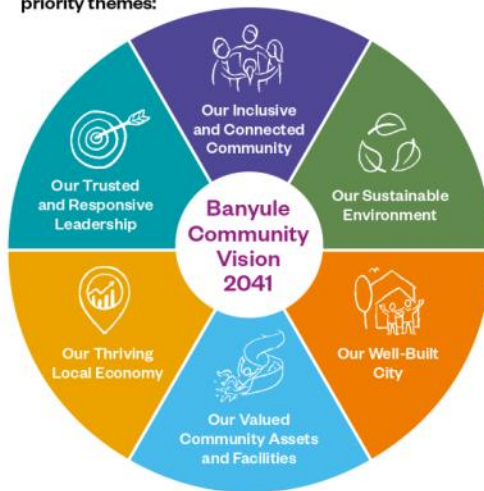 priority themes:
Our Inclusive
and Connected
Community
Our Sustainable
Environment
Our Well-Built
City
Our Valued
Community Assets
and Facilities
Our Thriving
Local Economy
Our Trusted
and Responsive
Leadership
Banyule
Community
Vision
2041